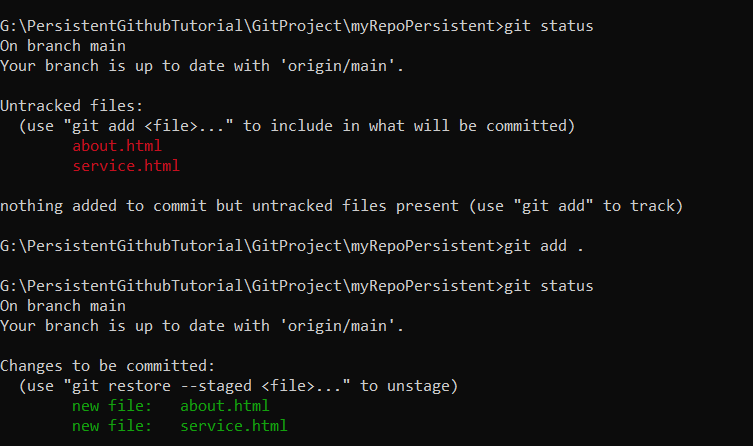 G:\PersistentGithubTutorial\GitProject\myRepoPersistent>git status
On branch main
Your branch is up to date with 'origin/main'.
Untracked files:
(use "git add <file>..." to include in what will be committed)
about.html
service.html
nothing added to commit but untracked files present (use "git add" to track)
G:\PersistentGithubTutorial\GitProject\myRepoPersistent>git add .
G:\PersistentGithubTutorial\GitProject\myRepoPersistent>git status
On branch main
Your branch is up to date with 'origin/main'.
Changes to be committed:
(use "git restore --staged <file>..." to unstage)
new file:   about.html
new file:   service.html